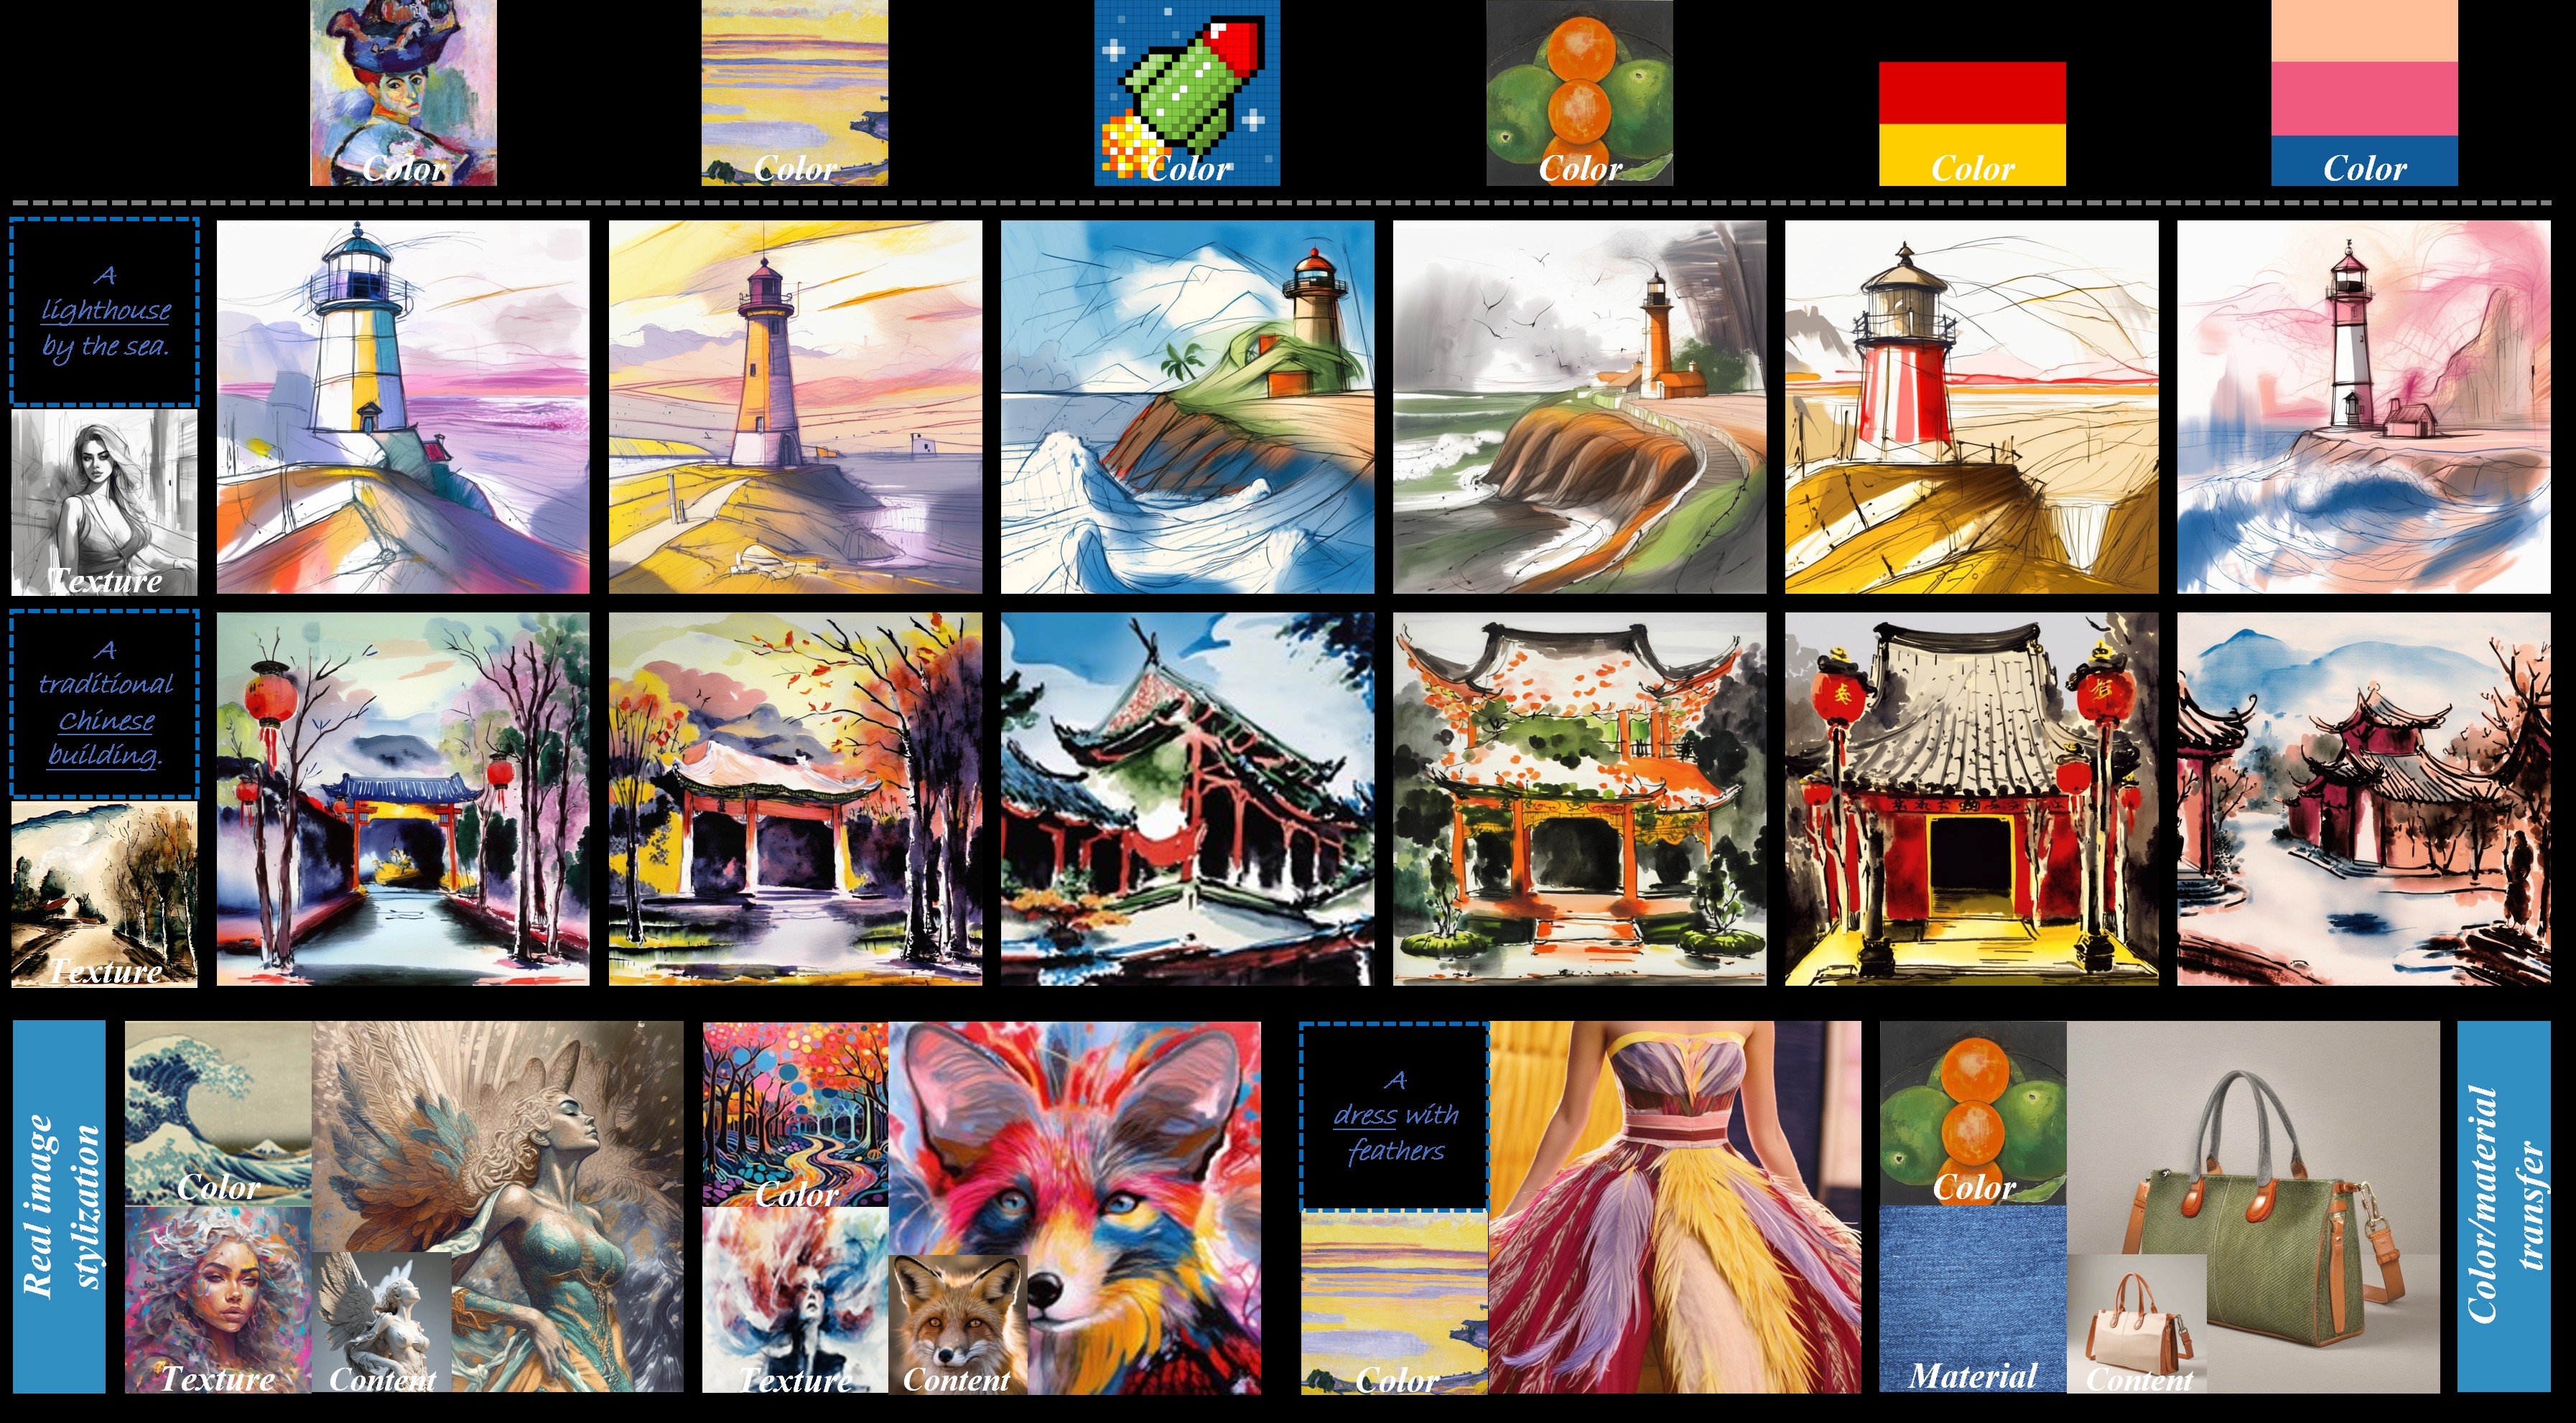 Color
Color
Color
Color
Color
Color
A
lighthouse
by the sea.
Texture
A
traditional
Chinese
building.
Texture
Real image
stylization
Color
Texture
Content
Color
Texture
Content
A
dress with
feathers
Color
Color
Material
Content
Color/material
transfer